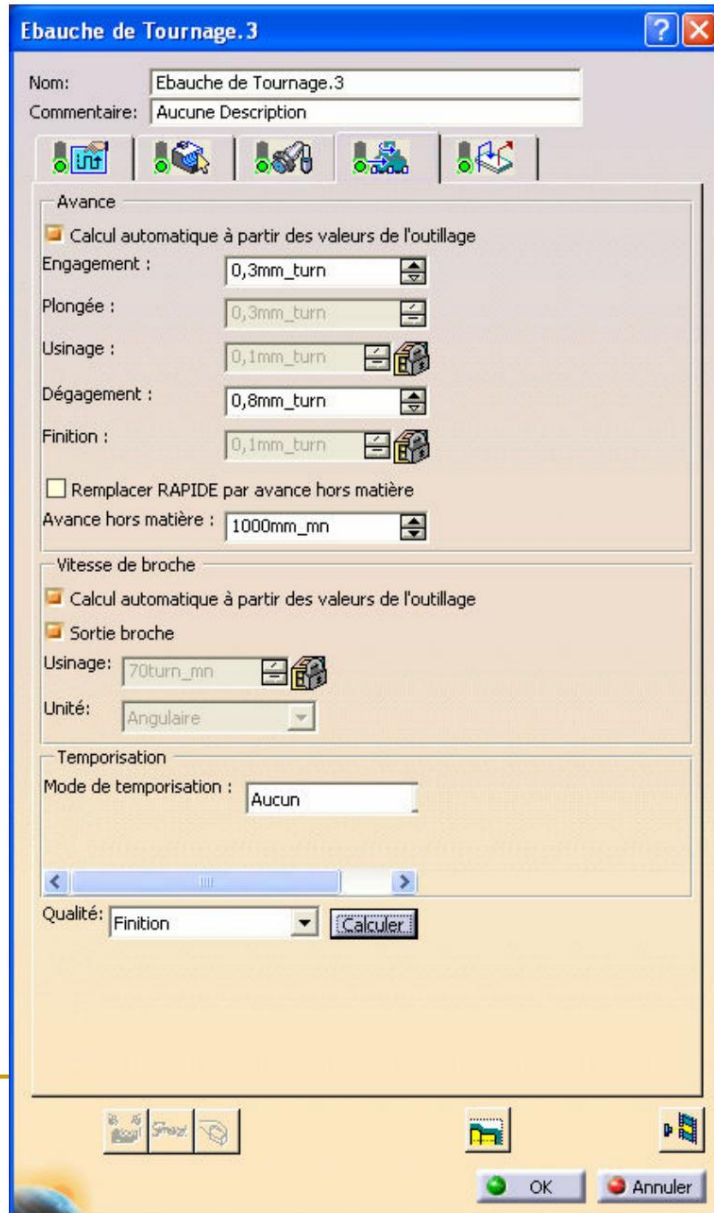 Ebauche de Tournage.3
Nom: Ebauche de Tournage.3
Commentaire: Aucune Description
Avance
Calcul automatique à partir des valeurs de l'outillage
Engagement : 0,3mm_turn
Plongée : 0,3mm_turn
Usinage : 0,1mm_turn
Dégagement : 0,8mm_turn
Finition : 0,1mm_turn
Remplacer RAPIDE par avance hors matière
Avance hors matière : 1000mm_mn
Vitesse de broche
Calcul automatique à partir des valeurs de l'outillage
Sortie broche
Usinage: 70turn_mn
Unité: Angulaire
Temporisation
Mode de temporisation : Aucun
Qualité: Finition Calculer
OK Annuler